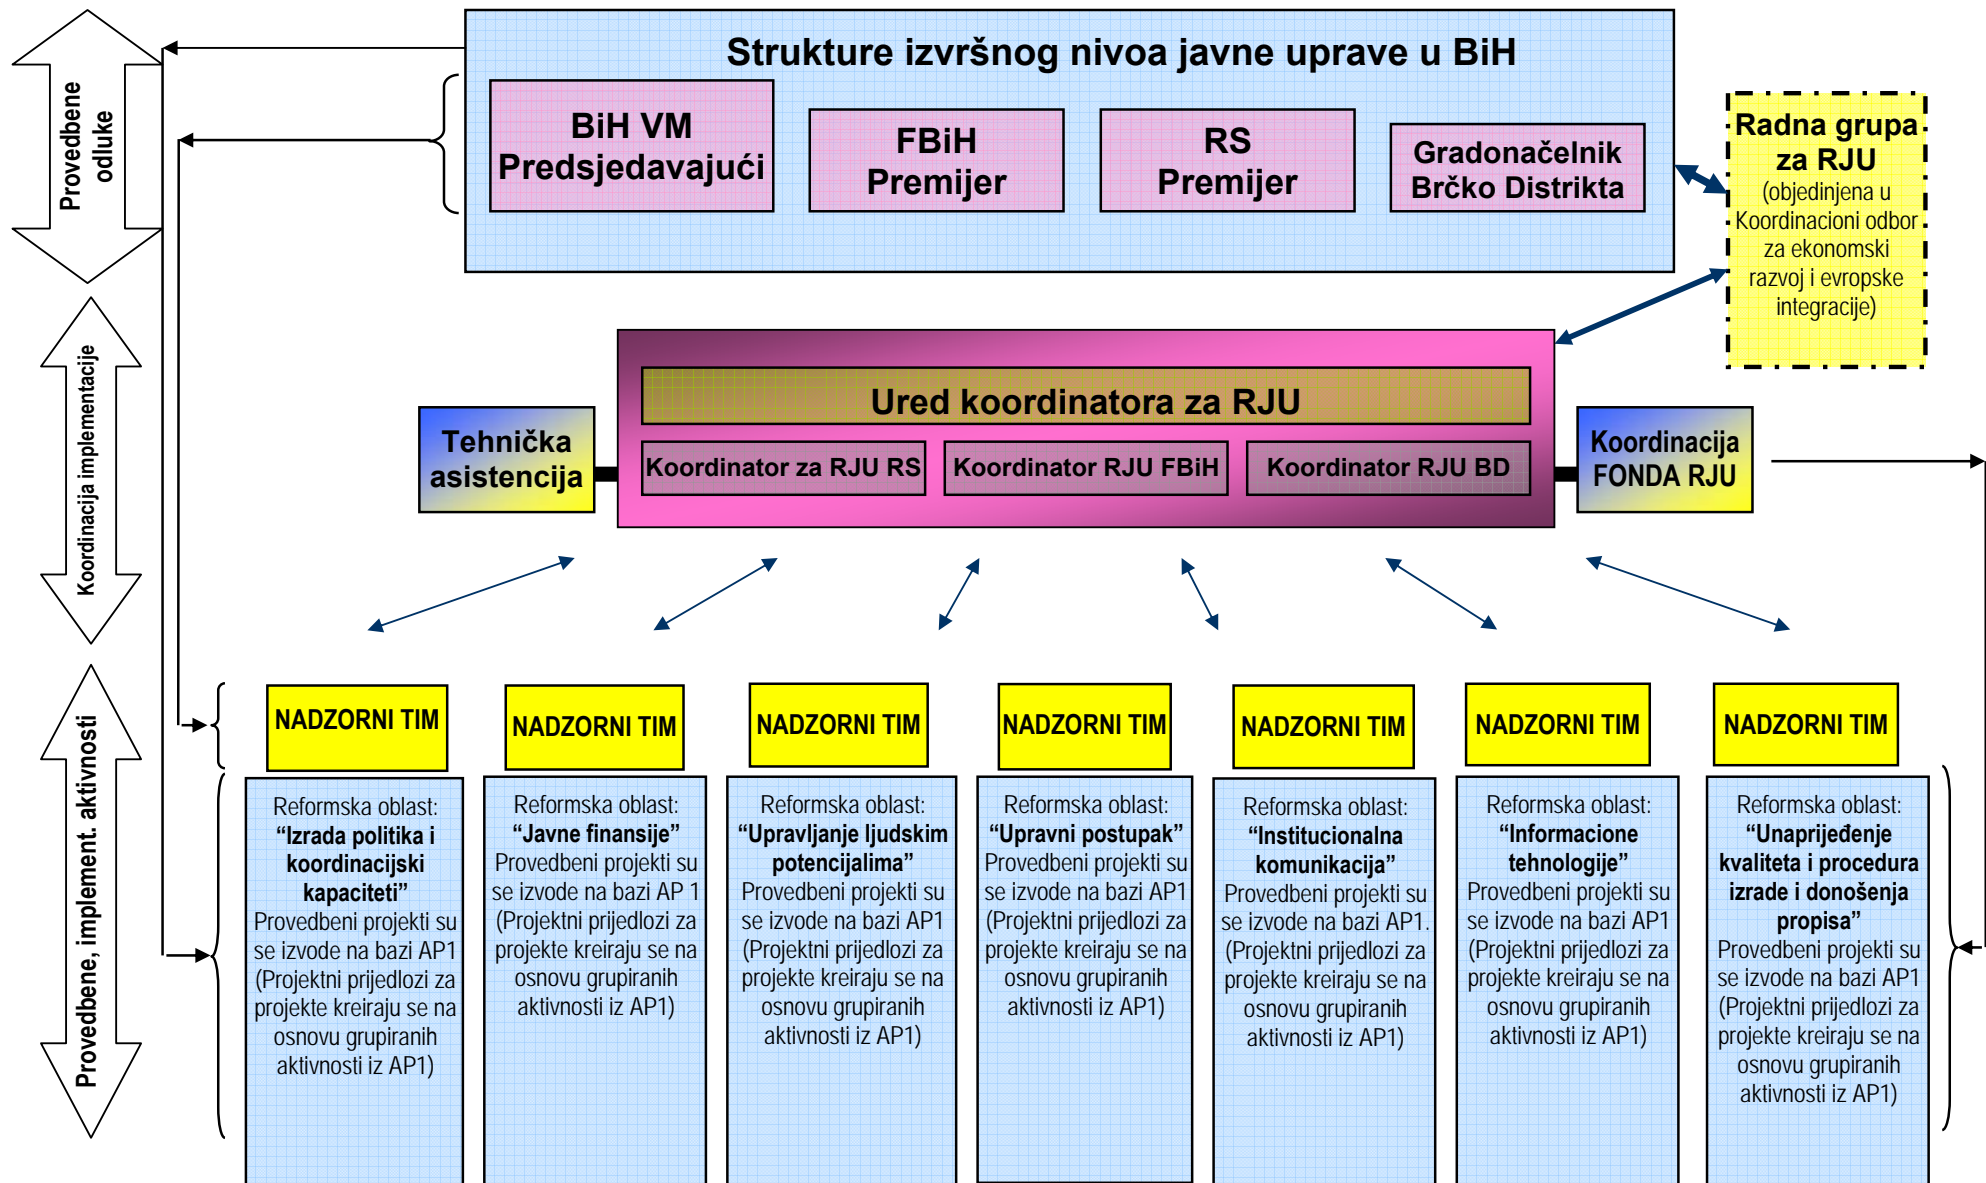 Strukture izvršnog nivoa javne uprave u BiH
BiH VM
Predsjedavajući
FBiH
Premijer
RS
Premijer
Gradonačelnik
Brčko Distrikta
Radna grupa
za RJU
(objedinjena u
Koordinacioni odbor
za ekonomski
razvoj i evropske
integracije)
Provedbene
odluke
Koordinacija implementacije
Provedbene, implement. aktivnosti
Tehnička
asistencija
Ured koordinatora za RJU
Koordinator za RJU RS
Koordinator RJU FBiH
Koordinator RJU BD
Koordinacija
FONDA RJU
NADZORNI TIM
NADZORNI TIM
NADZORNI TIM
NADZORNI TIM
NADZORNI TIM
NADZORNI TIM
NADZORNI TIM
Reformska oblast:
“Izrada politika i
koordinacijski
kapaciteti”
Provedbeni projekti su
se izvode na bazi AP1
(Projektni prijedlozi za
projekte kreiraju se na
osnovu grupiranih
aktivnosti iz AP1)
Reformska oblast:
“Javne finansije”
Provedbeni projekti su
se izvode na bazi AP 1
(Projektni prijedlozi za
projekte kreiraju se na
osnovu grupiranih
aktivnosti iz AP1)
Reformska oblast:
“Upravljanje ljudskim
potencijalima”
Provedbeni projekti su
se izvode na bazi AP1
(Projektni prijedlozi za
projekte kreiraju se na
osnovu grupiranih
aktivnosti iz AP1)
Reformska oblast:
“Upravni postupak”
Provedbeni projekti su
se izvode na bazi AP1
(Projektni prijedlozi za
projekte kreiraju se na
osnovu grupiranih
aktivnosti iz AP1)
Reformska oblast:
“Institucionalna
komunikacija”
Provedbeni projekti su
se izvode na bazi AP1.
(Projektni prijedlozi za
projekte kreiraju se na
osnovu grupiranih
aktivnosti iz AP1)
Reformska oblast:
“Informacione
tehnologije”
Provedbeni projekti su
se izvode na bazi AP1
(Projektni prijedlozi za
projekte kreiraju se na
osnovu grupiranih
aktivnosti iz AP1)
Reformska oblast:
“Unaprijeđenje
kvaliteta i procedura
izrade i donošenja
propisa”
Provedbeni projekti su
se izvode na bazi AP1
(Projektni prijedlozi za
projekte kreiraju se na
osnovu grupiranih
aktivnosti iz AP1)